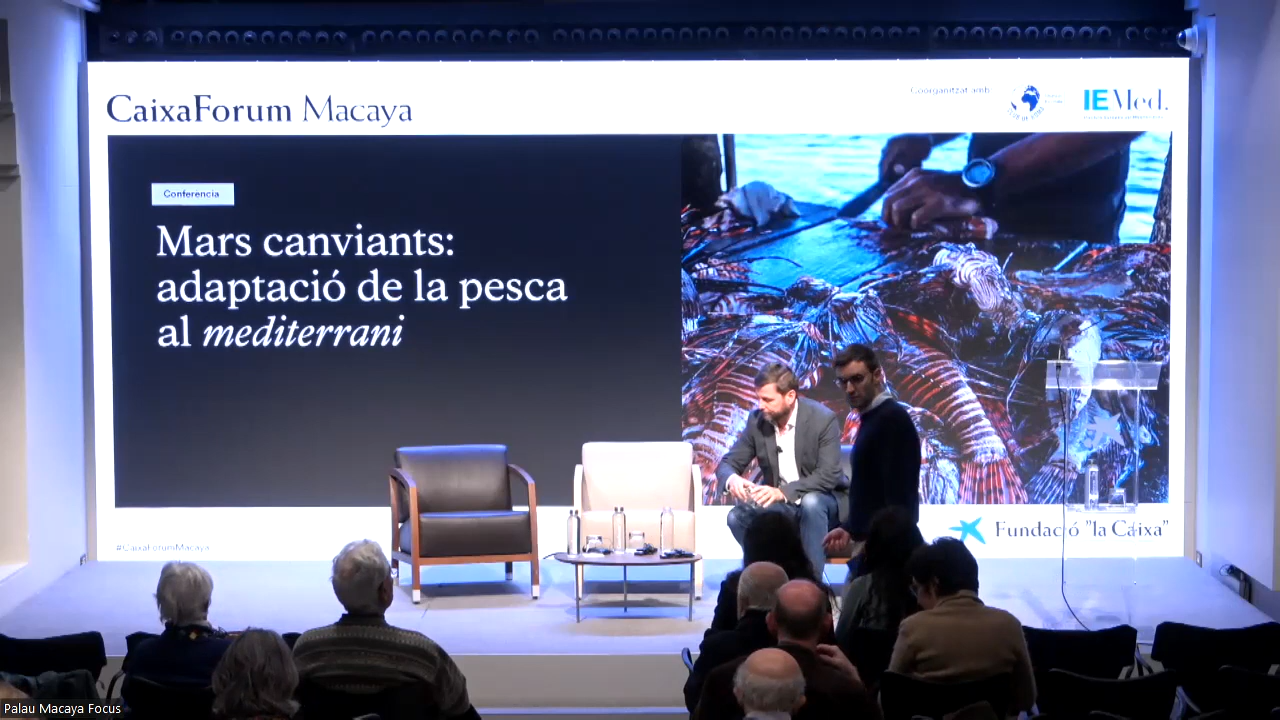 CaixaForum Macaya
Coorganitzat amb
IEMed.
Conferencia
Mars canviants:
adaptació de la pesca
al mediterrani
#CaixaForumMacaya
Fundació "la Caixa"
Palau Macaya Focus